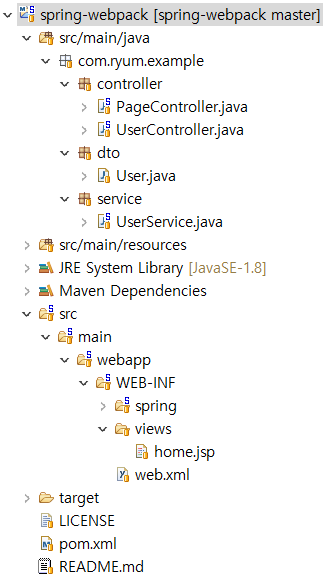 spring-webpack [spring-webpack master]
src/main/java
com.ryum.example
controller
PageController.java
UserController.java
dto
User.java
service
UserService.java
src/main/resources
JRE System Library [JavaSE-1.8]
Maven Dependencies
src
main
webapp
WEB-INF
spring
views
home.jsp
web.xml
target
LICENSE
pom.xml
README.md